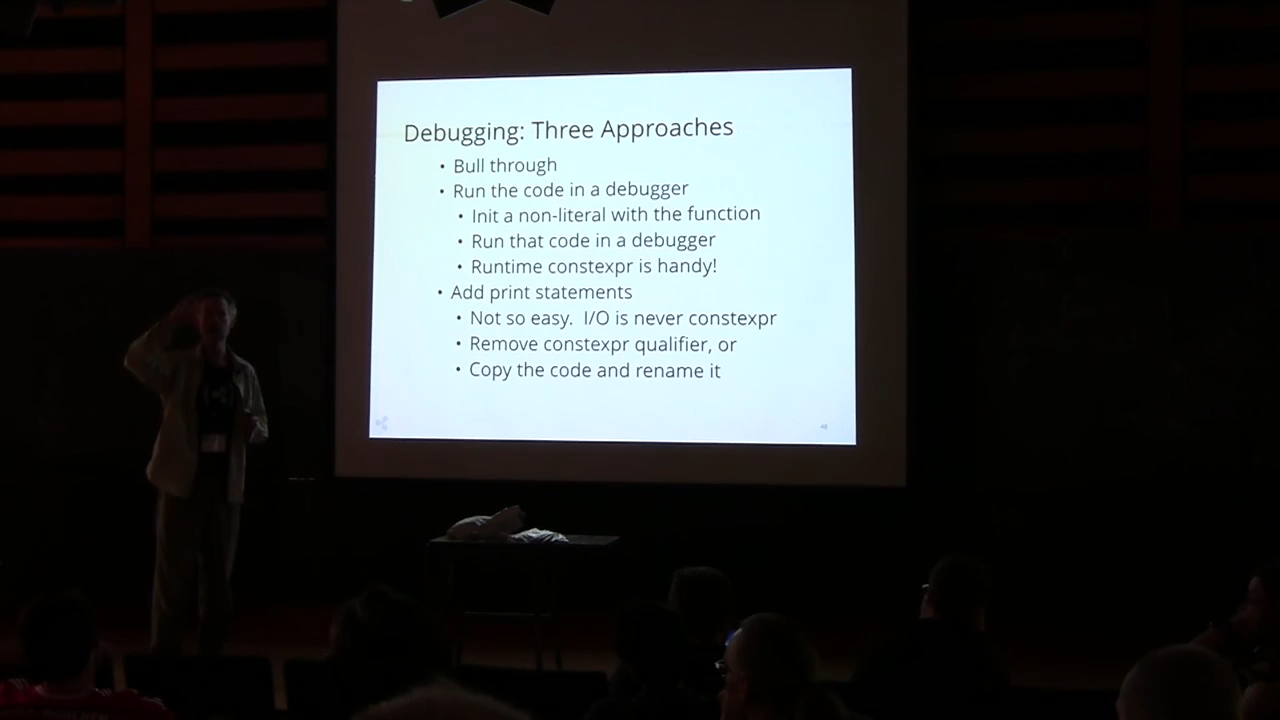 Debugging: Three Approaches
• Bull through
• Run the code in a debugger
• Init a non-literal with the function
• Run that code in a debugger
• Runtime constexpr is handy!
• Add print statements
• Not so easy.  I/O is never constexpr
• Remove constexpr qualifier, or
• Copy the code and rename it